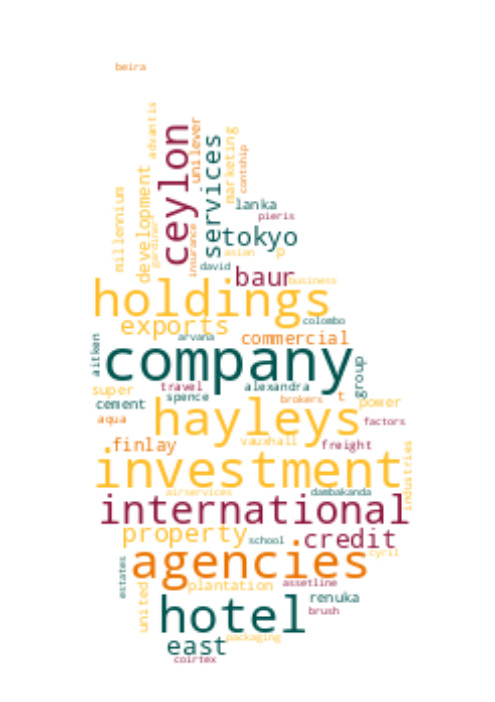 beira
advantis
ceylon
unilever
services
marketing
contship
millennium
development
gardiner
insurance
lanka
pieris
tokyo
asian
p
david
baur
business
holdings
exports
colombo
aitken
arvana
commercial
company
group
super
travel
alexandra
cement
spence
brokers
t
power
aqua
hayleys
factors
finlay
vauxhall
freight
industries
investment
airservices
dambakanda
international
property
school
credit
agencies
cyril
estates
united
plantation
assetline
renuka
hotel
brush
east
packaging
coirtex